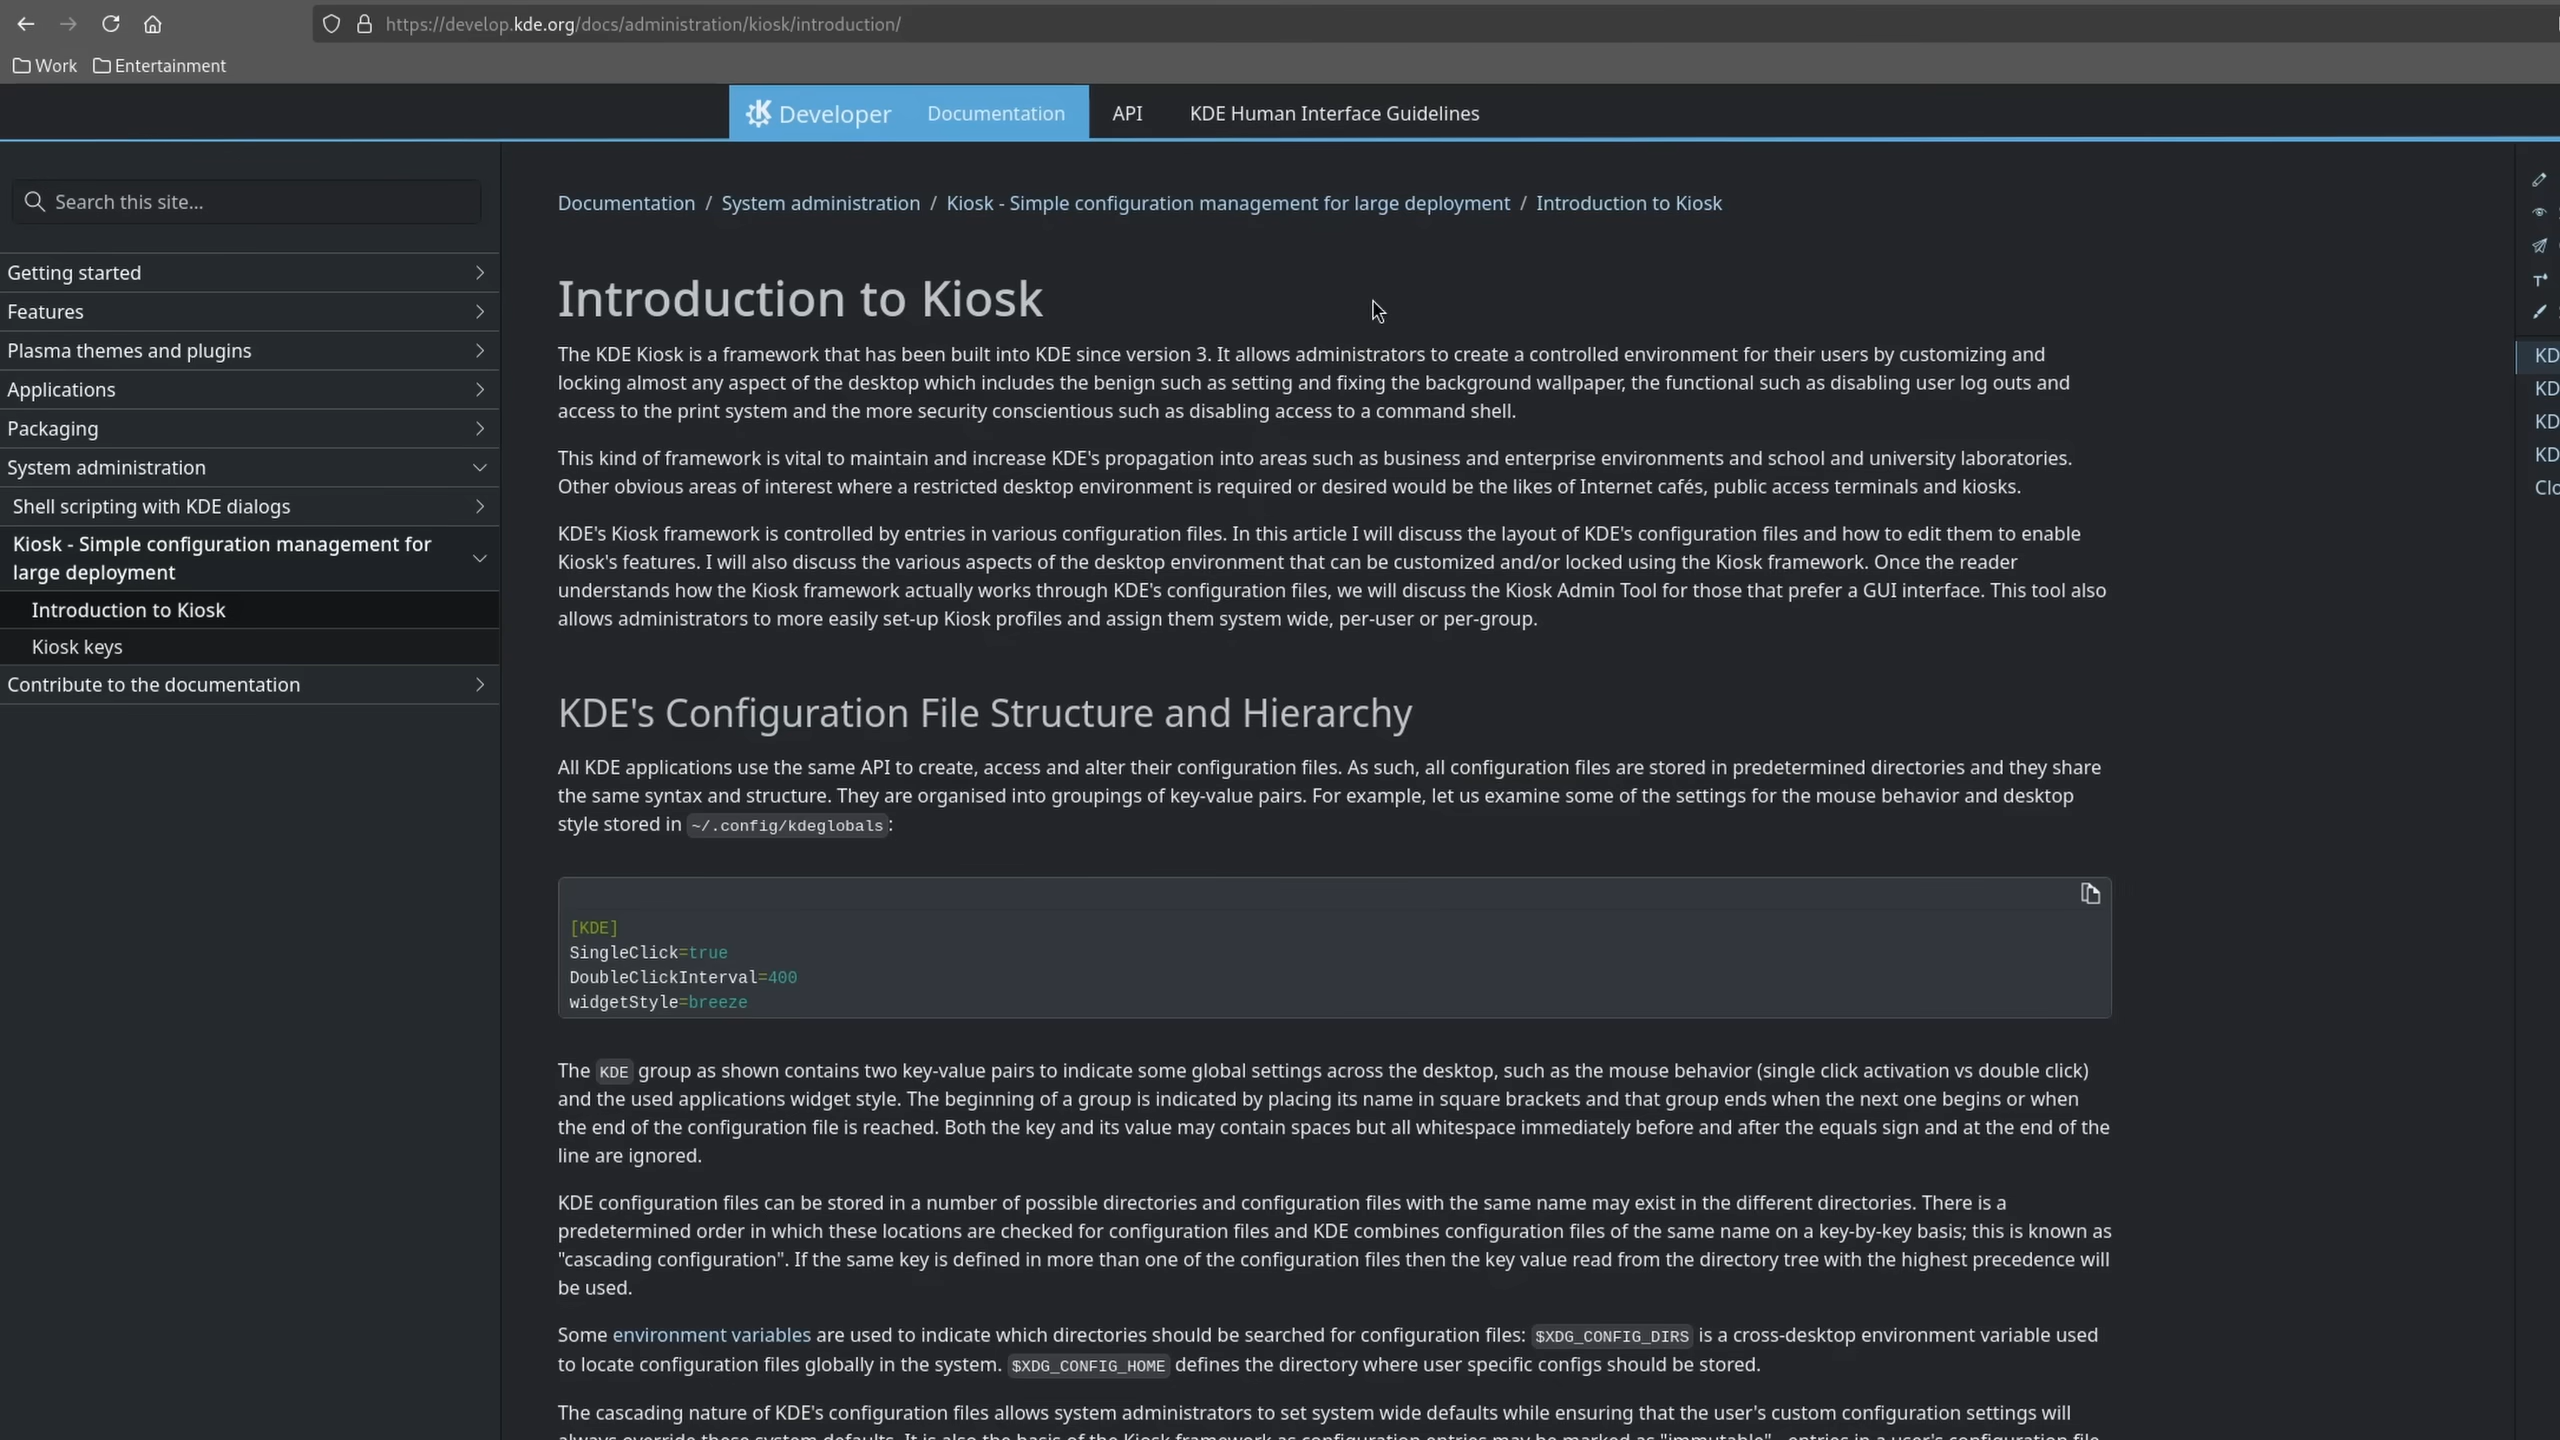 https://develop.kde.org/docs/administration/kiosk/introduction/
Work Entertainment
Developer Documentation API KDE Human Interface Guidelines
Search this site...
Getting started
Features
Plasma themes and plugins
Applications
Packaging
System administration
Shell scripting with KDE dialogs
Kiosk - Simple configuration management for
large deployment
Introduction to Kiosk
Kiosk keys
Contribute to the documentation
Documentation / System administration / Kiosk - Simple configuration management for large deployment / Introduction to Kiosk
Introduction to Kiosk
The KDE Kiosk is a framework that has been built into KDE since version 3. It allows administrators to create a controlled environment for their users by customizing and
locking almost any aspect of the desktop which includes the benign such as setting and fixing the background wallpaper, the functional such as disabling user log outs and
access to the print system and the more security conscientious such as disabling access to a command shell.
This kind of framework is vital to maintain and increase KDE's propagation into areas such as business and enterprise environments and school and university laboratories.
Other obvious areas of interest where a restricted desktop environment is required or desired would be the likes of Internet cafés, public access terminals and kiosks.
KDE's Kiosk framework is controlled by entries in various configuration files. In this article I will discuss the layout of KDE's configuration files and how to edit them to enable
Kiosk's features. I will also discuss the various aspects of the desktop environment that can be customized and/or locked using the Kiosk framework. Once the reader
understands how the Kiosk framework actually works through KDE's configuration files, we will discuss the Kiosk Admin Tool for those that prefer a GUI interface. This tool also
allows administrators to more easily set-up Kiosk profiles and assign them system wide, per-user or per-group.
KDE's Configuration File Structure and Hierarchy
All KDE applications use the same API to create, access and alter their configuration files. As such, all configuration files are stored in predetermined directories and they share
the same syntax and structure. They are organised into groupings of key-value pairs. For example, let us examine some of the settings for the mouse behavior and desktop
style stored in ~/.config/kdeglobals:
[KDE]
SingleClick=true
DoubleClickInterval=400
widgetStyle=breeze
The KDE group as shown contains two key-value pairs to indicate some global settings across the desktop, such as the mouse behavior (single click activation vs double click)
and the used applications widget style. The beginning of a group is indicated by placing its name in square brackets and that group ends when the next one begins or when
the end of the configuration file is reached. Both the key and its value may contain spaces but all whitespace immediately before and after the equals sign and at the end of the
line are ignored.
KDE configuration files can be stored in a number of possible directories and configuration files with the same name may exist in the different directories. There is a
predetermined order in which these locations are checked for configuration files and KDE combines configuration files of the same name on a key-by-key basis; this is known as
"cascading configuration". If the same key is defined in more than one of the configuration files then the key value read from the directory tree with the highest precedence will
be used.
Some environment variables are used to indicate which directories should be searched for configuration files: $XDG_CONFIG_DIRS is a cross-desktop environment variable used
to locate configuration files globally in the system. $XDG_CONFIG_HOME defines the directory where user specific configs should be stored.
The cascading nature of KDE's configuration files allows system administrators to set system wide defaults while ensuring that the user's custom configuration settings will
always override these system defaults. It is also the basis of the Kiosk framework as configuration entries may be marked as "immutable" - entries in a user's configuration file
KD
KD
KD
KD
Clo